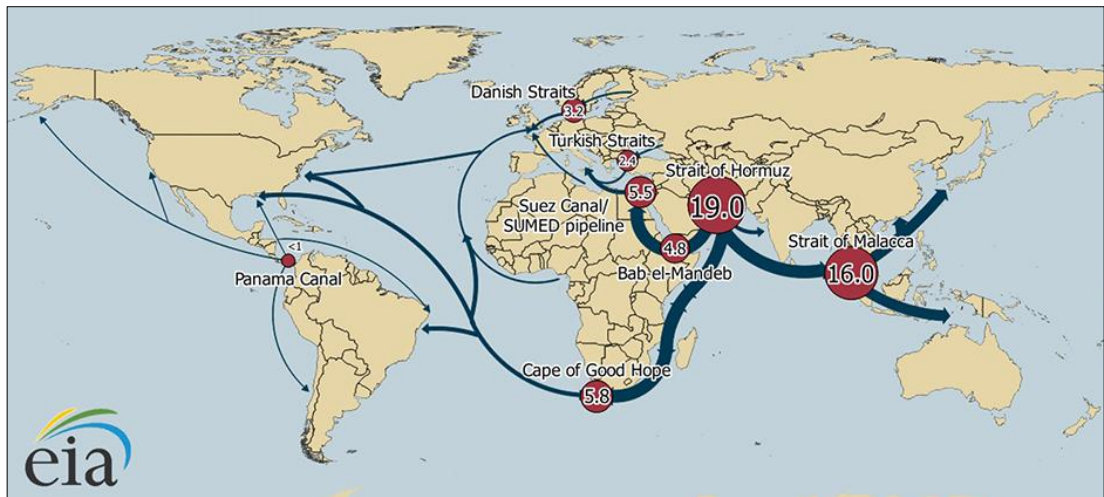 Danish Straits
3.2
Turkish Straits
2.4
Strait of Hormuz
19.0
5.5
Suez Canal/
SUMED pipeline
4.8
Bab el-Mandeb
Strait of Malacca
16.0
<1
Panama Canal
Cape of Good Hope
5.8
eia